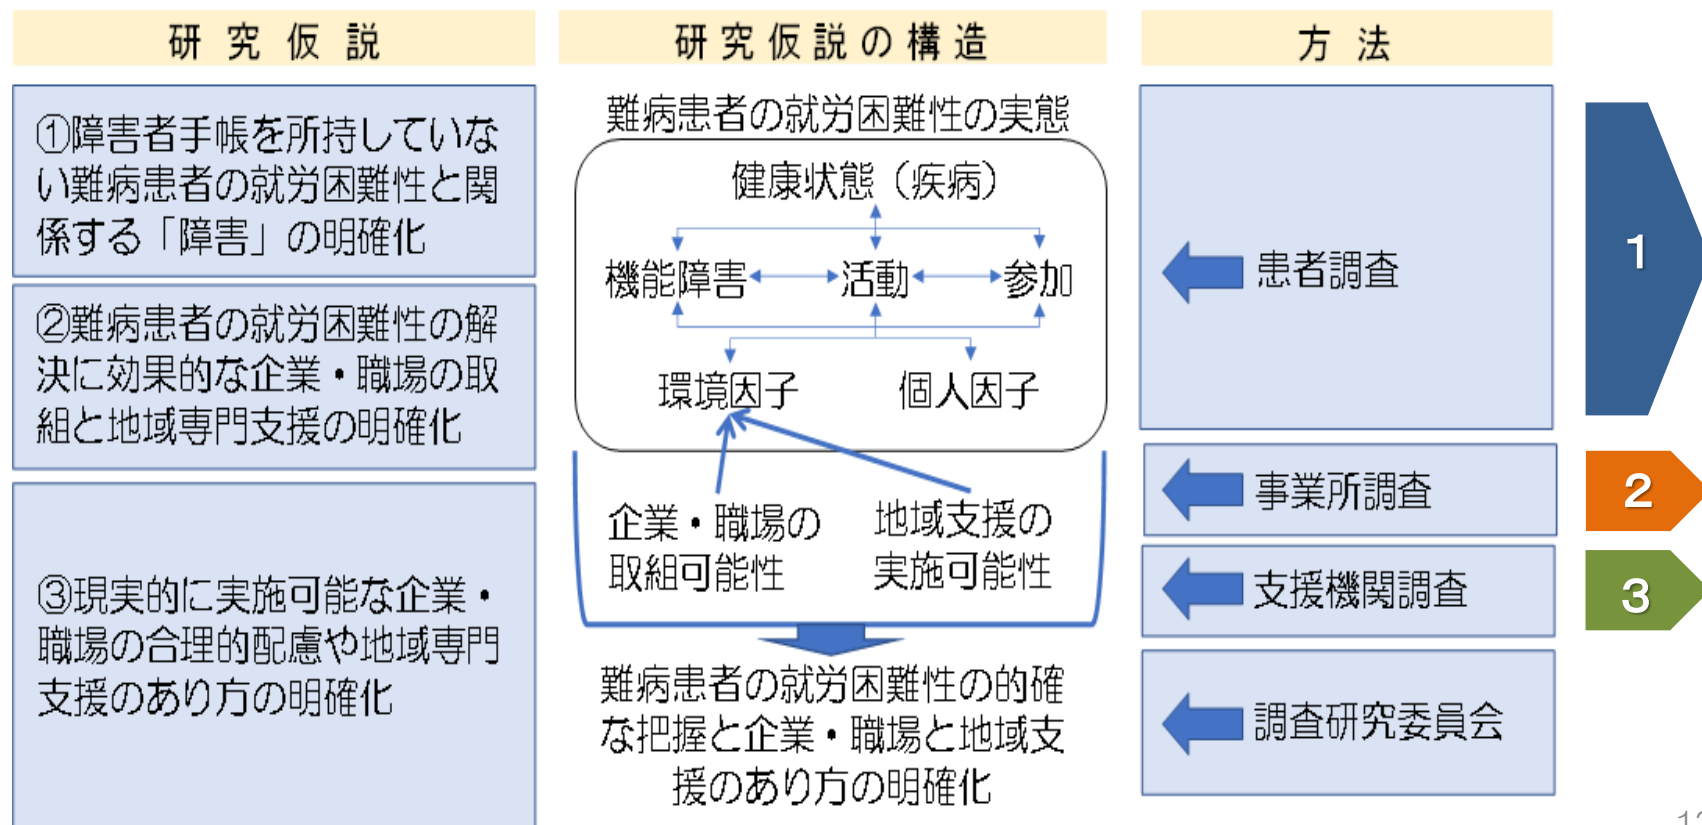 研究仮説
①障害者手帳を所持していな
い難病患者の就労困難性と関
係する「障害」の明確化
②難病患者の就労困難性の解
決に効果的な企業・職場の取
組と地域専門支援の明確化
③現実的に実施可能な企業・
職場の合理的配慮や地域専門
支援のあり方の明確化
研究仮説の構造
難病患者の就労困難性の実態
健康状態（疾病）
機能障害
活動
参加
環境因子
個人因子
企業・職場の
取組可能性
地域支援の
実施可能性
難病患者の就労困難性の的確
な把握と企業・職場と地域支
援のあり方の明確化
方法
患者調査
事業所調査
支援機関調査
調査研究委員会
1
2
3